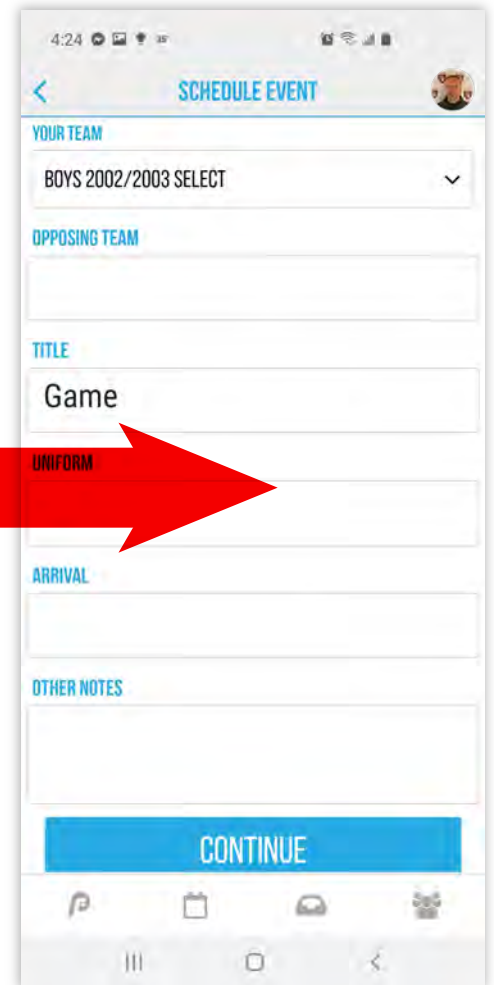 4:24
SCHEDULE EVENT
YOUR TEAM
BOYS 2002/2003 SELECT
OPPOSING TEAM
TITLE
Game
UNIFORM
ARRIVAL
OTHER NOTES
CONTINUE